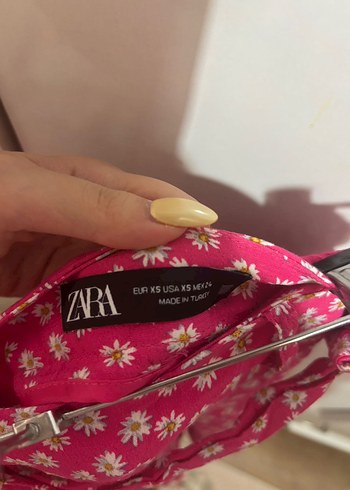 ZARA
EUR XS USA XS MEX 24
MADE IN TURKEY